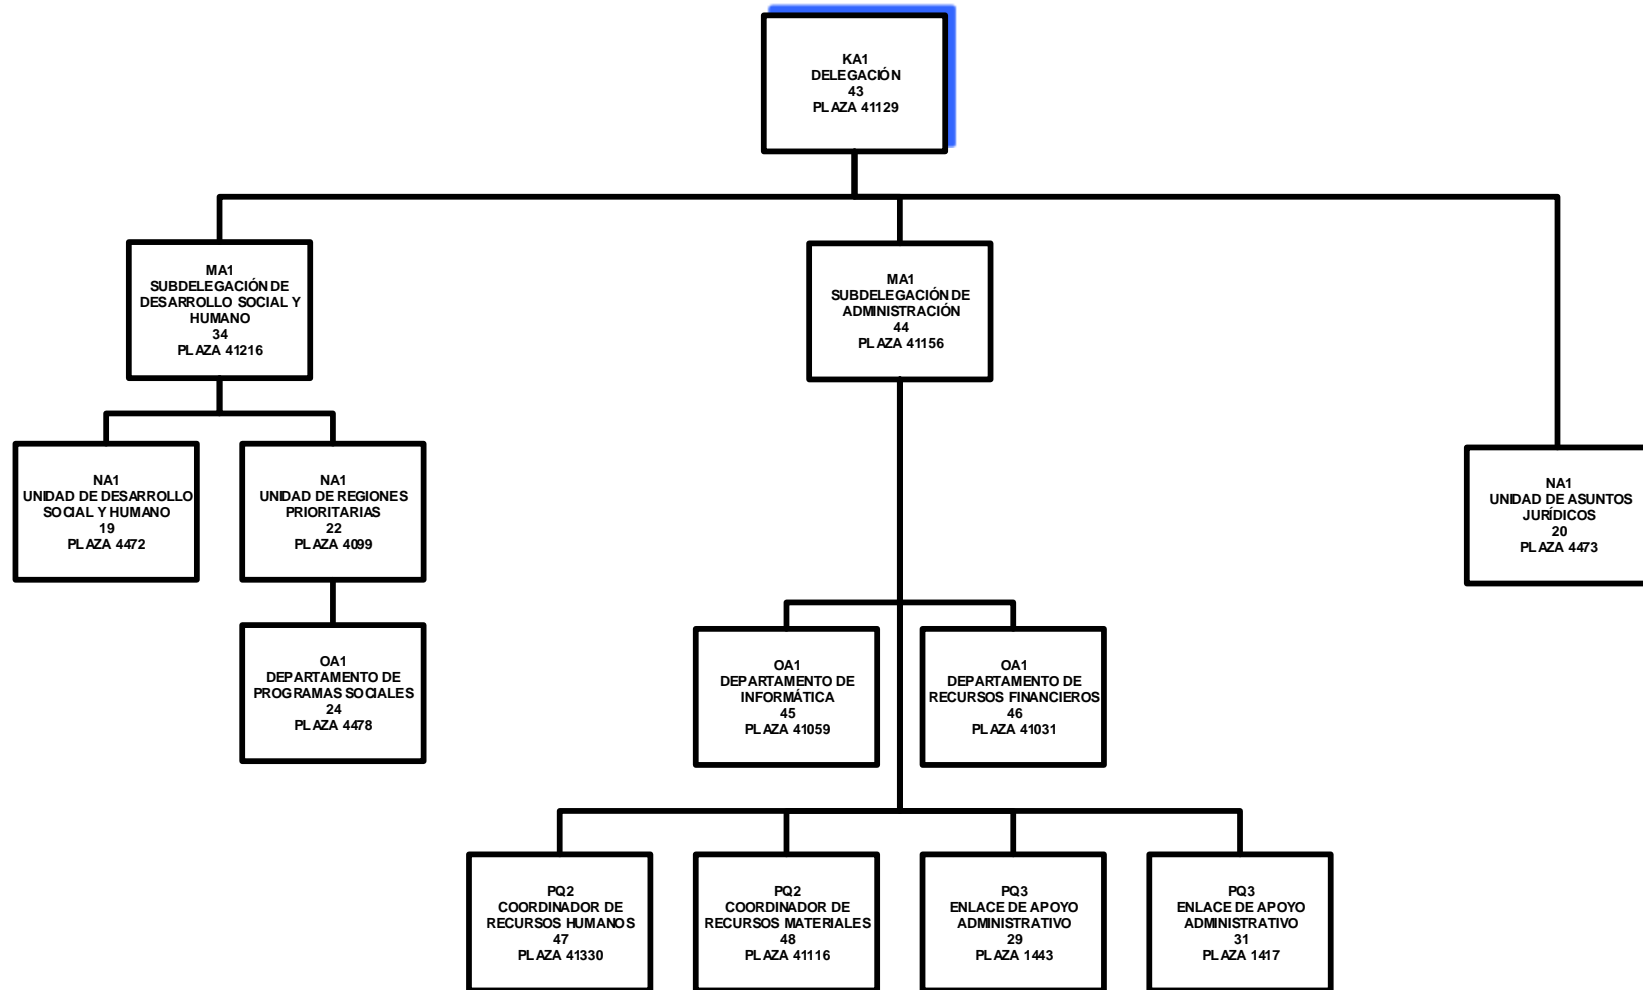 KA1
DELEGACIÓN
43
PLAZA 41129
MA1
SUBDELEGACIÓN DE
DESARROLLO SOCIAL Y
HUMANO
34
PLAZA 41216
MA1
SUBDELEGACIÓN DE
ADMINISTRACIÓN
44
PLAZA 41156
NA1
UNIDAD DE DESARROLLO
SOCIAL Y HUMANO
19
PLAZA 4472
NA1
UNIDAD DE REGIONES
PRIORITARIAS
22
PLAZA 4099
NA1
UNIDAD DE ASUNTOS
JURÍDICOS
20
PLAZA 4473
OA1
DEPARTAMENTO DE
PROGRAMAS SOCIALES
24
PLAZA 4478
OA1
DEPARTAMENTO DE
INFORMÁTICA
45
PLAZA 41059
OA1
DEPARTAMENTO DE
RECURSOS FINANCIEROS
46
PLAZA 41031
PQ2
COORDINADOR DE
RECURSOS HUMANOS
47
PLAZA 41330
PQ2
COORDINADOR DE
RECURSOS MATERIALES
48
PLAZA 41116
PQ3
ENLACE DE APOYO
ADMINISTRATIVO
29
PLAZA 1443
PQ3
ENLACE DE APOYO
ADMINISTRATIVO
31
PLAZA 1417